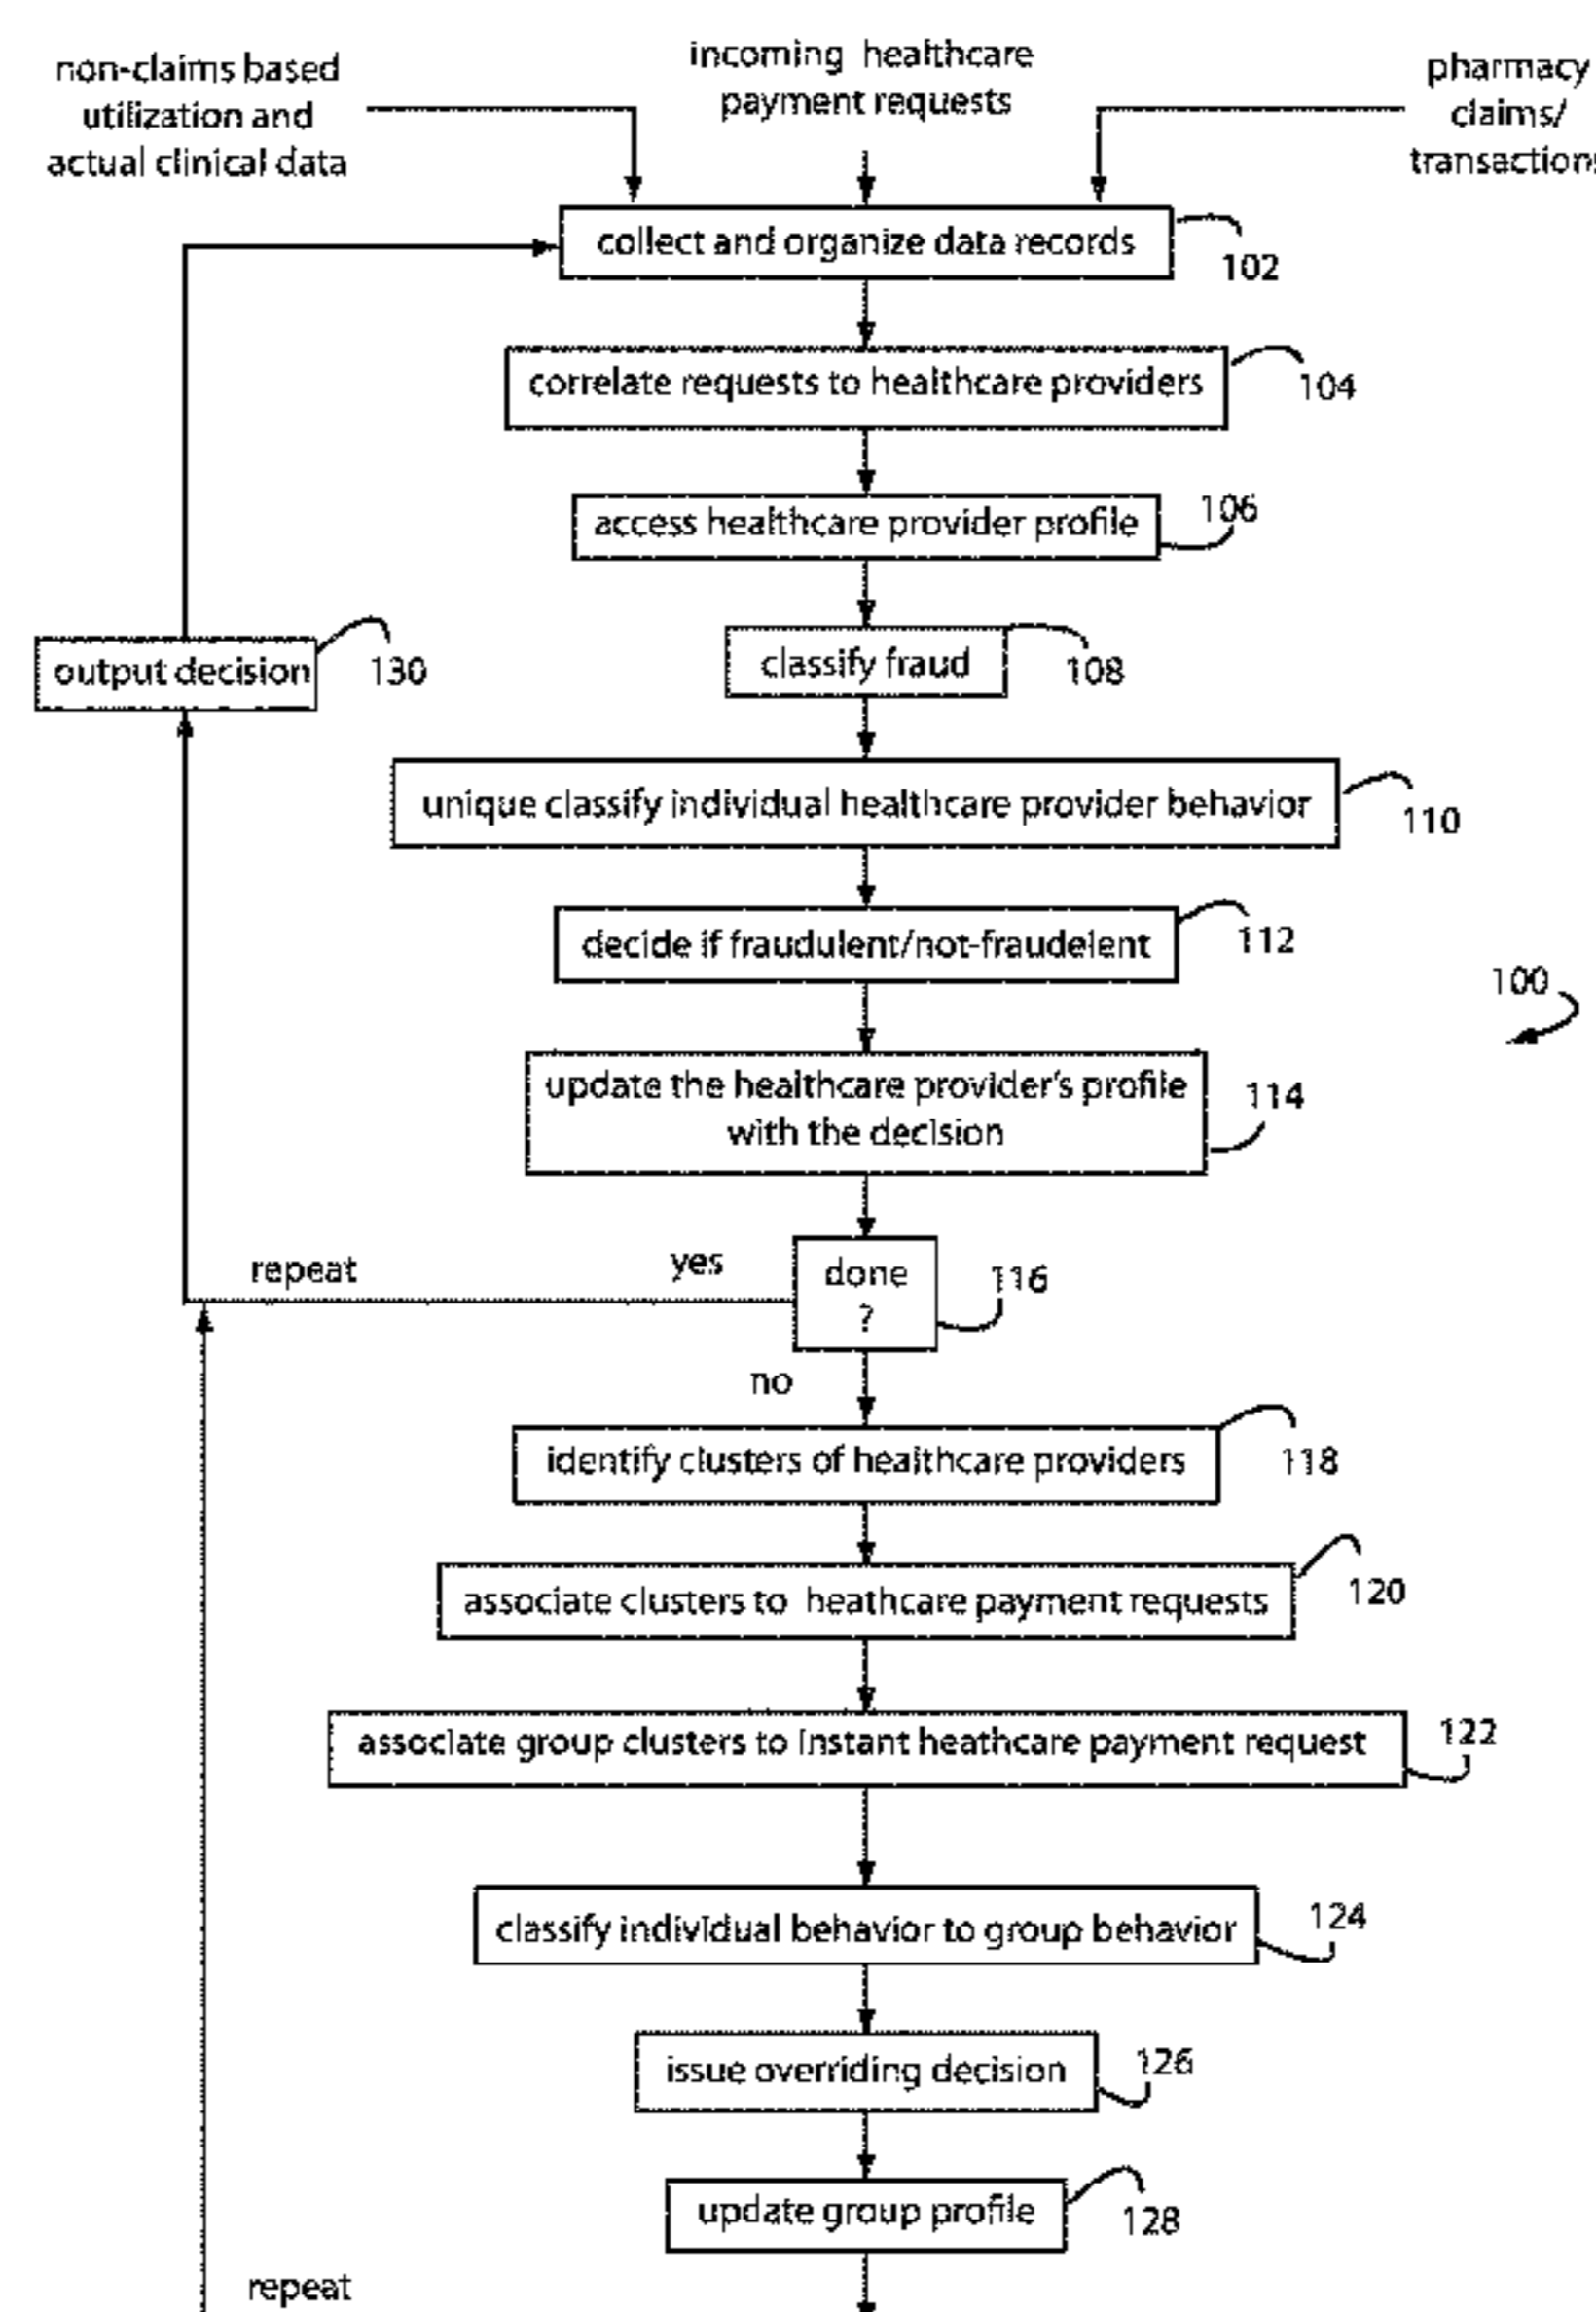 non-claims based
utilization and
actual clinical data
incoming healthcare
payment requests
pharmacy
claims/
transactions
collect and organize data records
102
correlate requests to healthcare providers
104
access healthcare provider profile
106
output decision
130
classify fraud
108
unique classify individual healthcare provider behavior
110
decide if fraudulent/not-fraudelent
112
100
update the healthcare provider's profile
with the decision
114
repeat
yes
done
?
116
no
identify clusters of healthcare providers
118
associate clusters to heathcare payment requests
120
associate group clusters to instant heathcare payment request
122
classify individual behavior to group behavior
124
issue overriding decision
126
update group profile
128
repeat